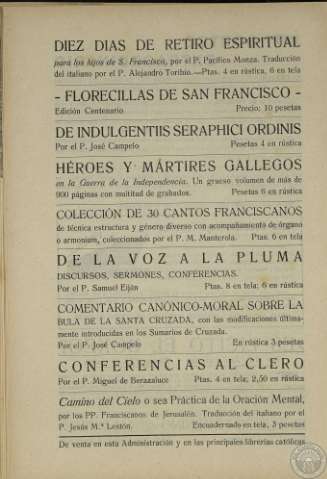 DIEZ DIAS DE RETIRO ESPIRITUAL
para los hijos de S. Francisco, por el P. Pacífico Monza. Traducción
del italiano por el P. Alejandro Toribio.—Ptas. 4 en rústica, 6 en tela
- FLORECILLAS DE SAN FRANCISCO -
Edición Centenario Precio: 10 pesetas
DE INDULGENTIIS SERAPHICI ORDINIS
Por el P. José Campelo Pesetas 4 en rústica
HÉROES Y MÁRTIRES GALLEGOS
en la Guerra de la Independencia. Un grueso volumen de más de
900 páginas con multitud de grabados. Pesetas 6 en rústica
COLECCIÓN DE 30 CANTOS FRANCISCANOS
de técnica estructura y género diverso con acompañamiento de órgano
o armonium, coleccionados por el P. M. Manterola. Ptas. 6 en tela
DE LA VOZ A LA PLUMA
DISCURSOS, SERMONES, CONFERENCIAS.
Por el P. Samuel Eiján Ptas. 8 en tela; 6 en rústica
COMENTARIO CANÓNICO-MORAL SOBRE LA
BULA DE LA SANTA CRUZADA, con las modificaciones última-
mente introducidas en los Sumarios de Cruzada.
Por el P. José Campelo En rústica 3 pesetas
CONFERENCIAS AL CLERO
Por el P. Miguel de Berazaluce Ptas. 4 en tela; 2,50 en rústica
Camino del Cielo o sea Práctica de la Oración Mental,
por los PP. Franciscanos de Jerusalén. Traducción del italiano por el
P. Jesús M.ª Lestón. Encuadernado en tela, 3 pesetas
De venta en esta Administración y en las principales librerías católicas